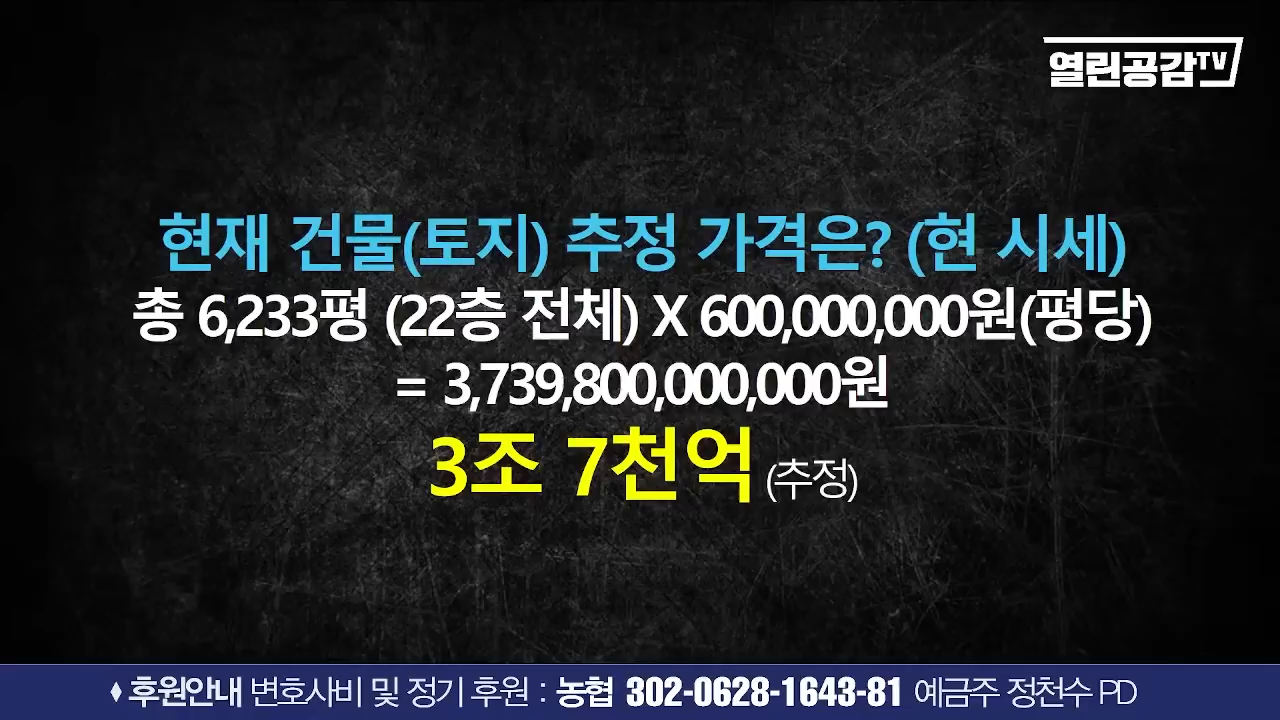 열린공감TV
현재 건물(토지) 추정 가격은? (현 시세)
총 6,233평 (22층 전체) X 600,000,000원(평당)
= 3,739,800,000,000원
3조 7천억 (추정)
♦ 후원안내 변호사비 및 정기 후원 : 농협 302-0628-1643-81 예금주 정천수 PD